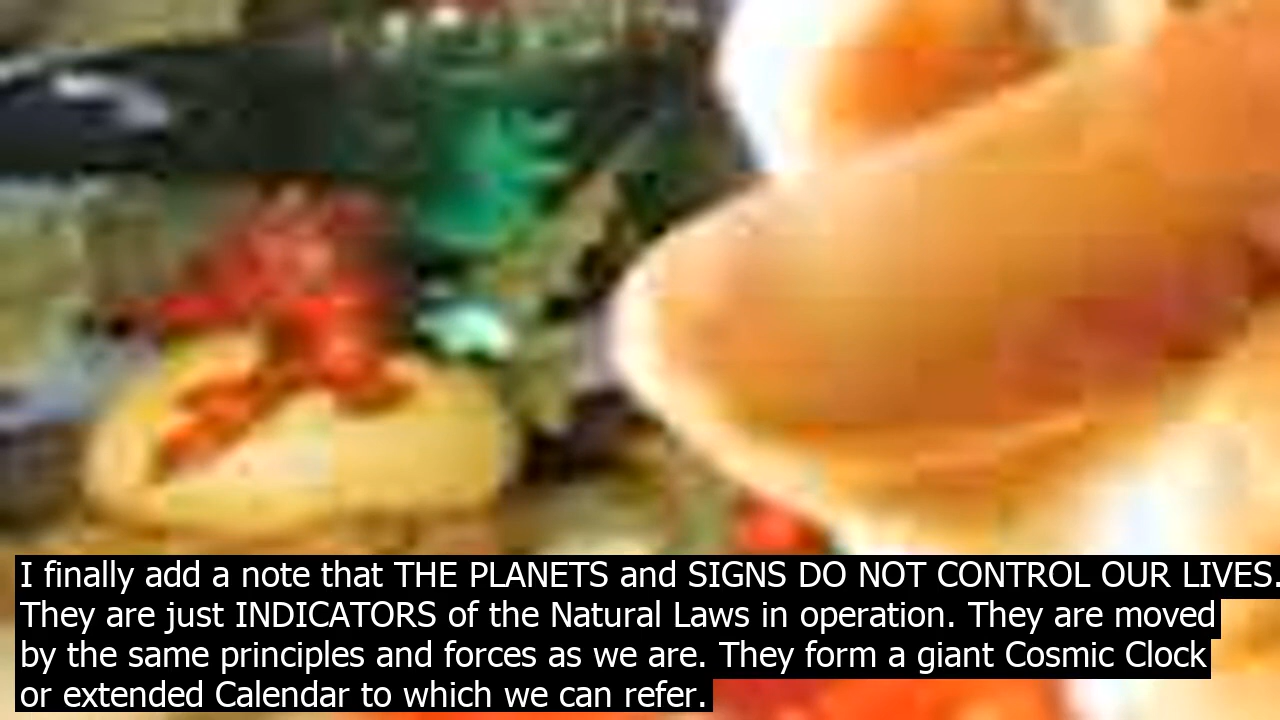 I finally add a note that THE PLANETS and SIGNS DO NOT CONTROL OUR LIVES.
They are just INDICATORS of the Natural Laws in operation. They are moved
by the same principles and forces as we are. They form a giant Cosmic Clock
or extended Calendar to which we can refer.